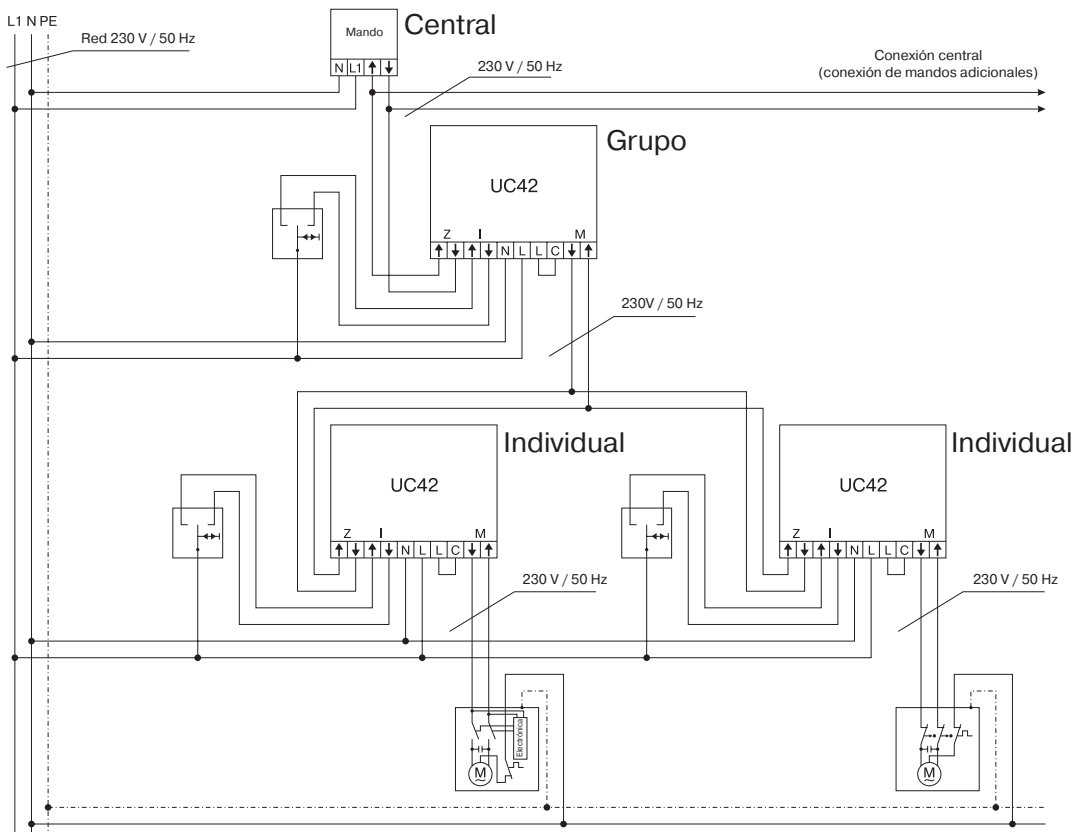 L1 N PE
Red 230 V / 50 Hz
Mando
Central
N L1
230 V / 50 Hz
Conexión central
(conexión de mandos adicionales)
Grupo
UC42
Z I M
N L L C
230V / 50 Hz
Individual
UC42
Z I M
N L L C
230 V / 50 Hz
Individual
UC42
Z I M
N L L C
230 V / 50 Hz
Electrónica
M
M